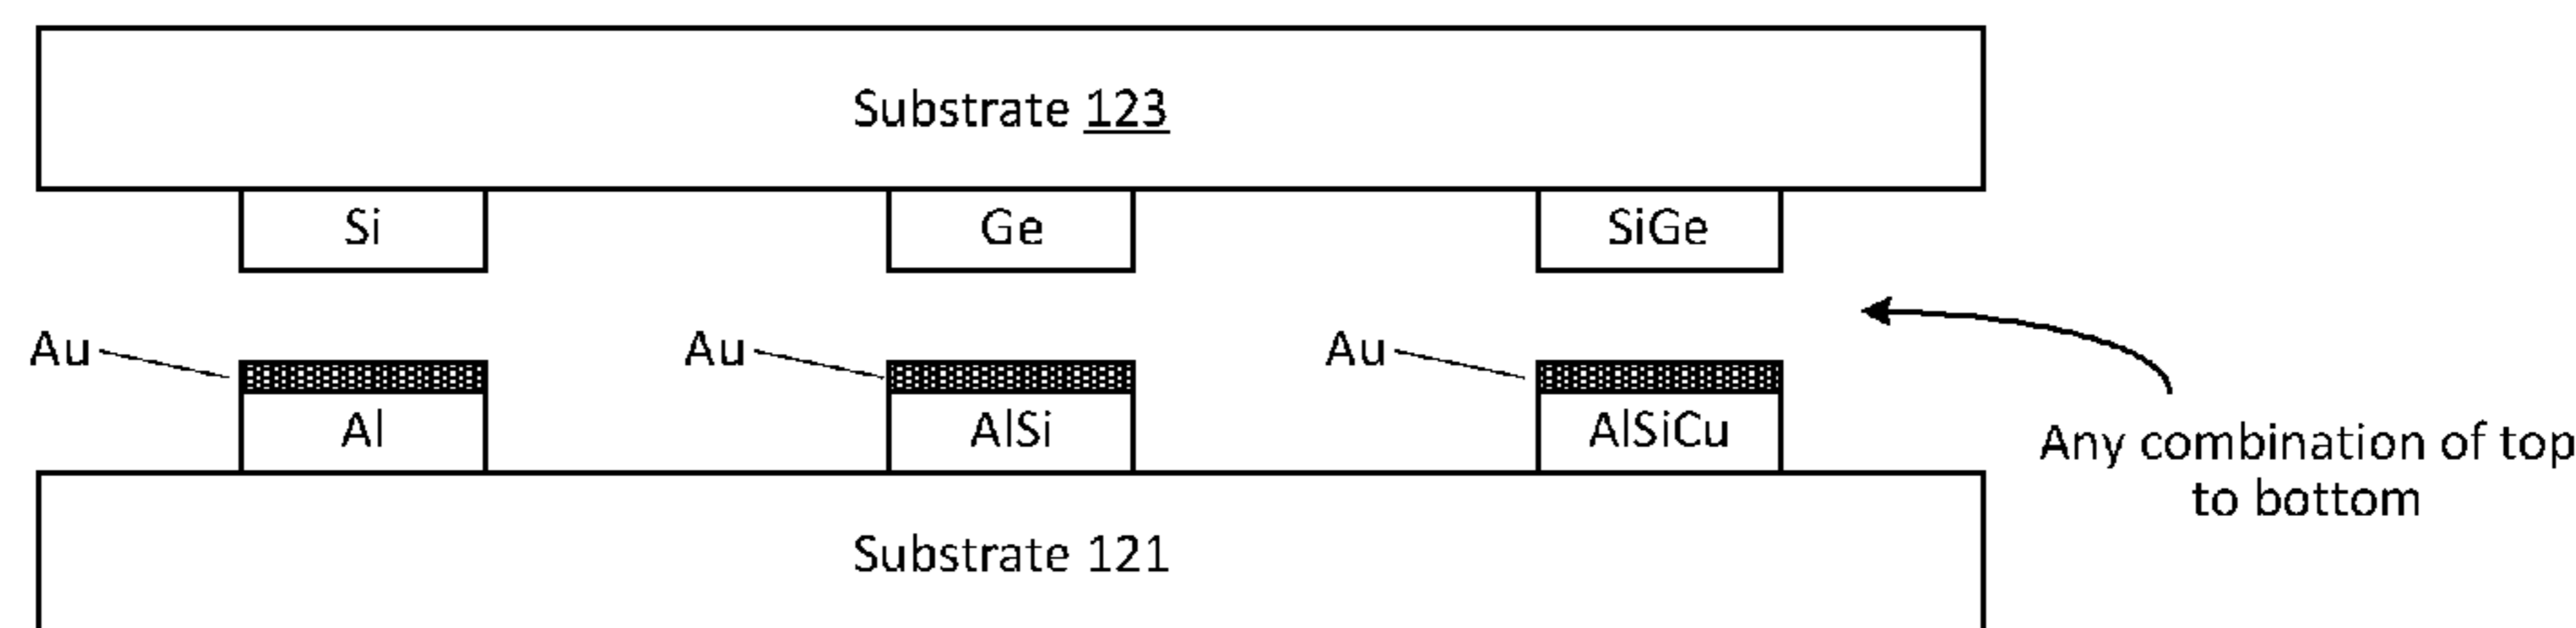 Substrate 123
Si
Ge
SiGe
Au
Au
Au
Al
AlSi
AlSiCu
Any combination of top
to bottom
Substrate 121